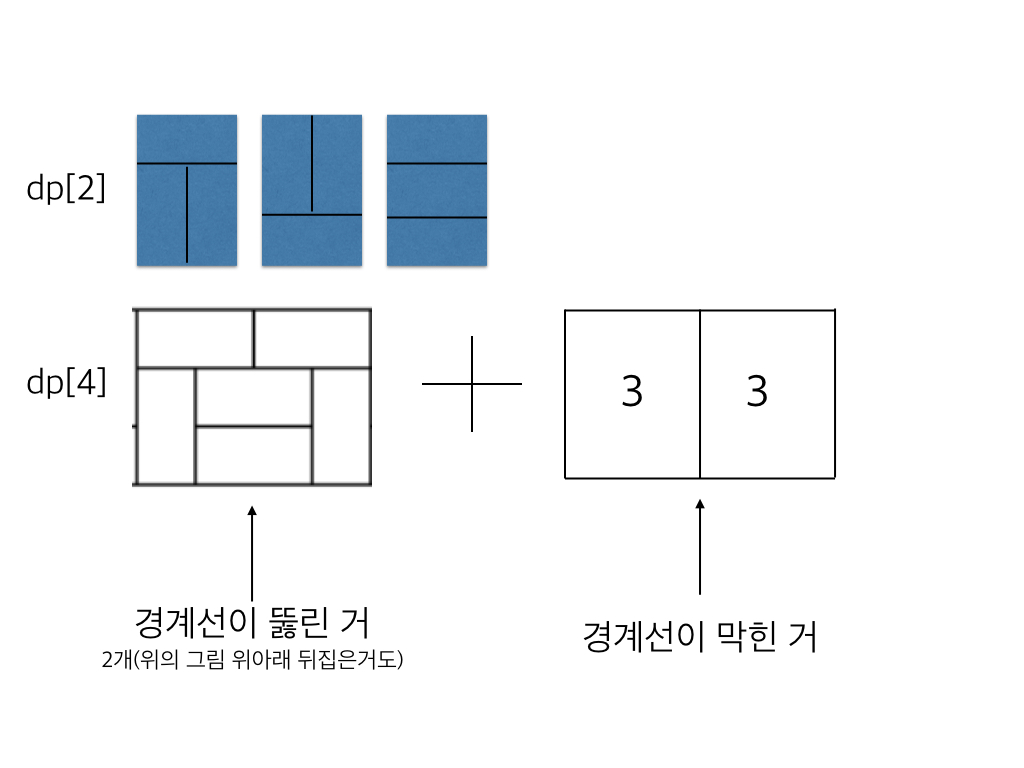 dp[2]
dp[4]
3 3
경계선이 뚫린 거
2개(위의 그림 위아래 뒤집은거도)
경계선이 막힌 거